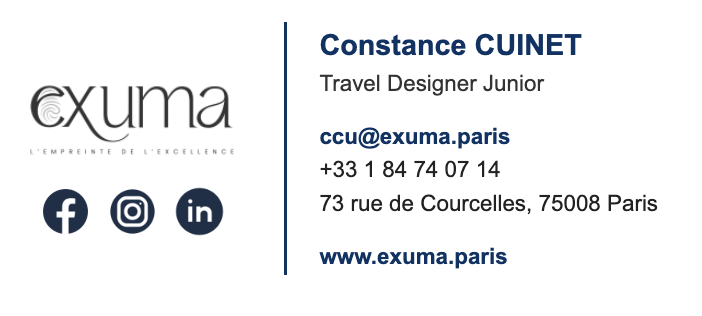 exuma
L'EMPREINTE DE L'EXCELLENCE
Constance CUINET
Travel Designer Junior
ccu@exuma.paris
+33 1 84 74 07 14
73 rue de Courcelles, 75008 Paris
www.exuma.paris